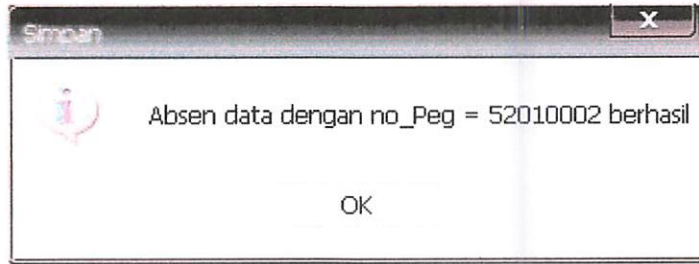 Simpan
X
Absen data dengan no_Peg = 52010002 berhasil
OK